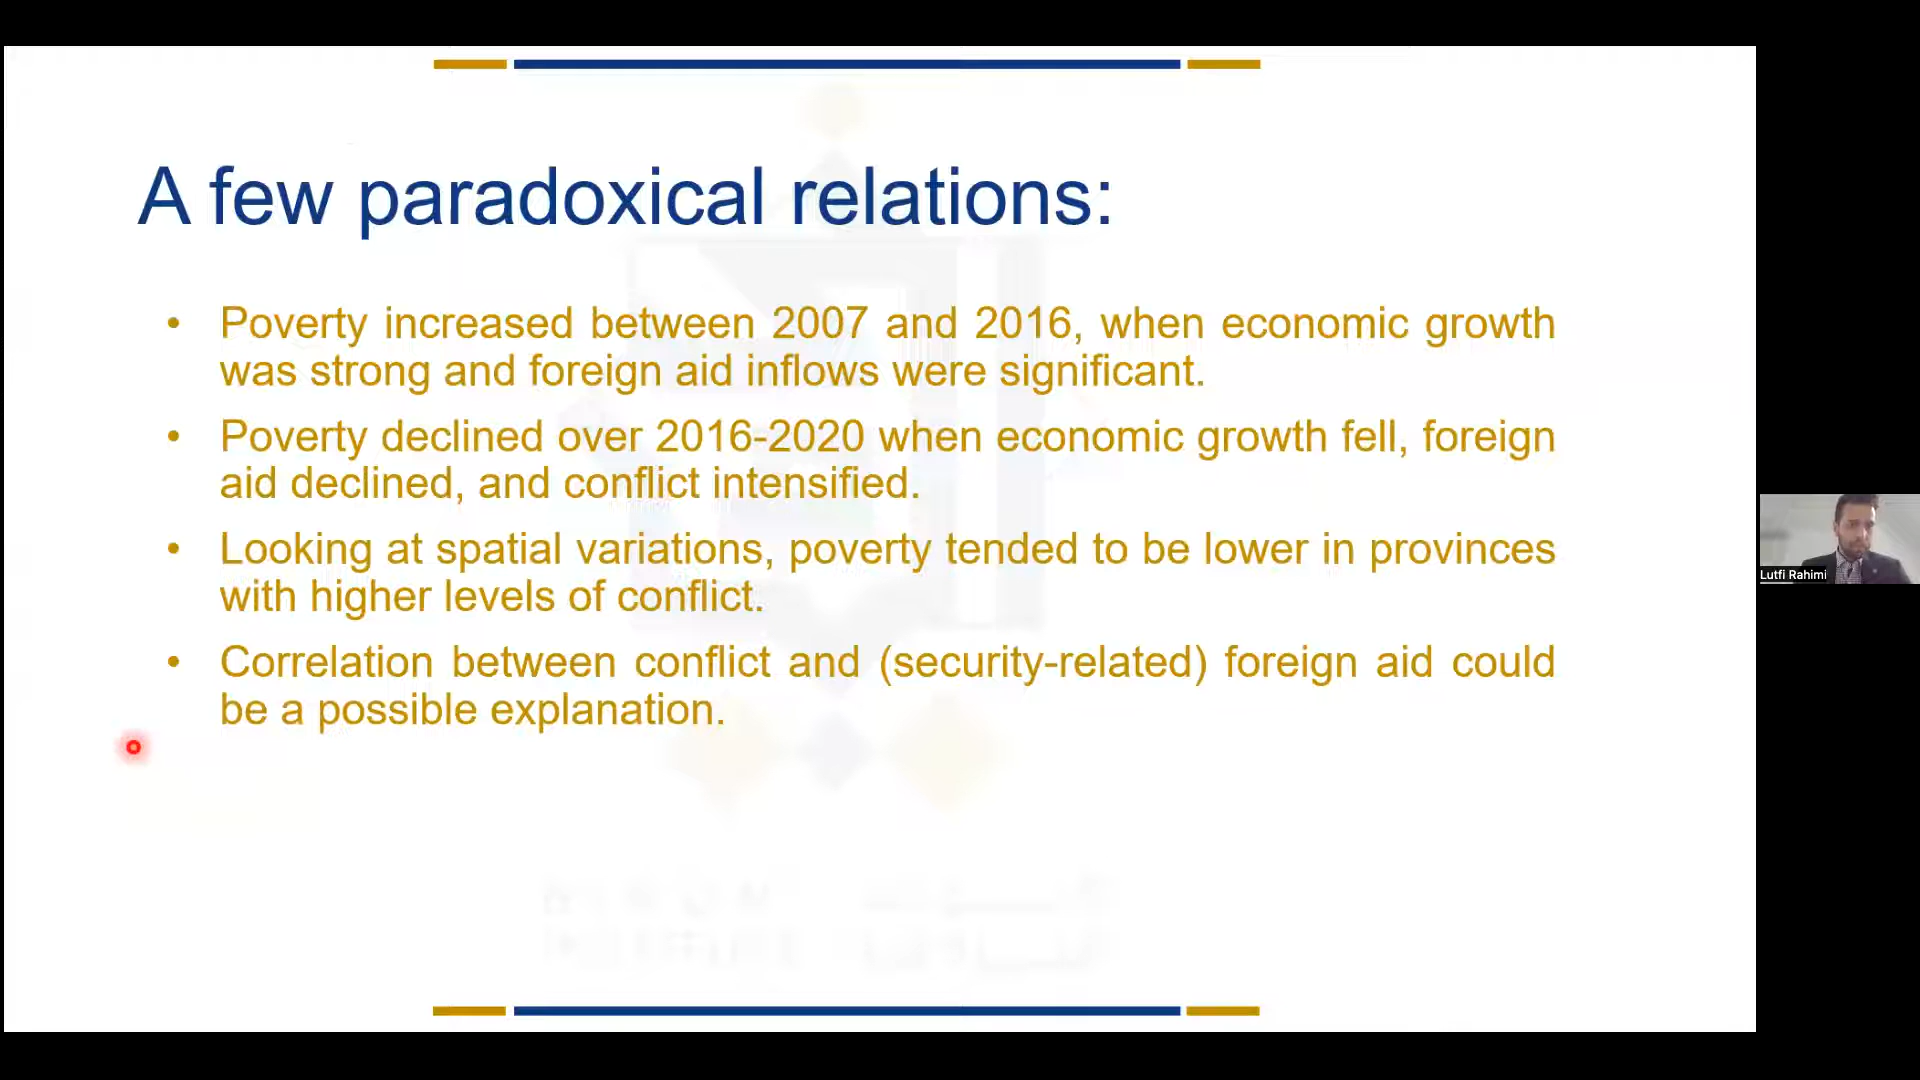 A few paradoxical relations:
• Poverty increased between 2007 and 2016, when economic growth
was strong and foreign aid inflows were significant.
• Poverty declined over 2016-2020 when economic growth fell, foreign
aid declined, and conflict intensified.
• Looking at spatial variations, poverty tended to be lower in provinces
with higher levels of conflict.
• Correlation between conflict and (security-related) foreign aid could
be a possible explanation.
Lutfi Rahimi